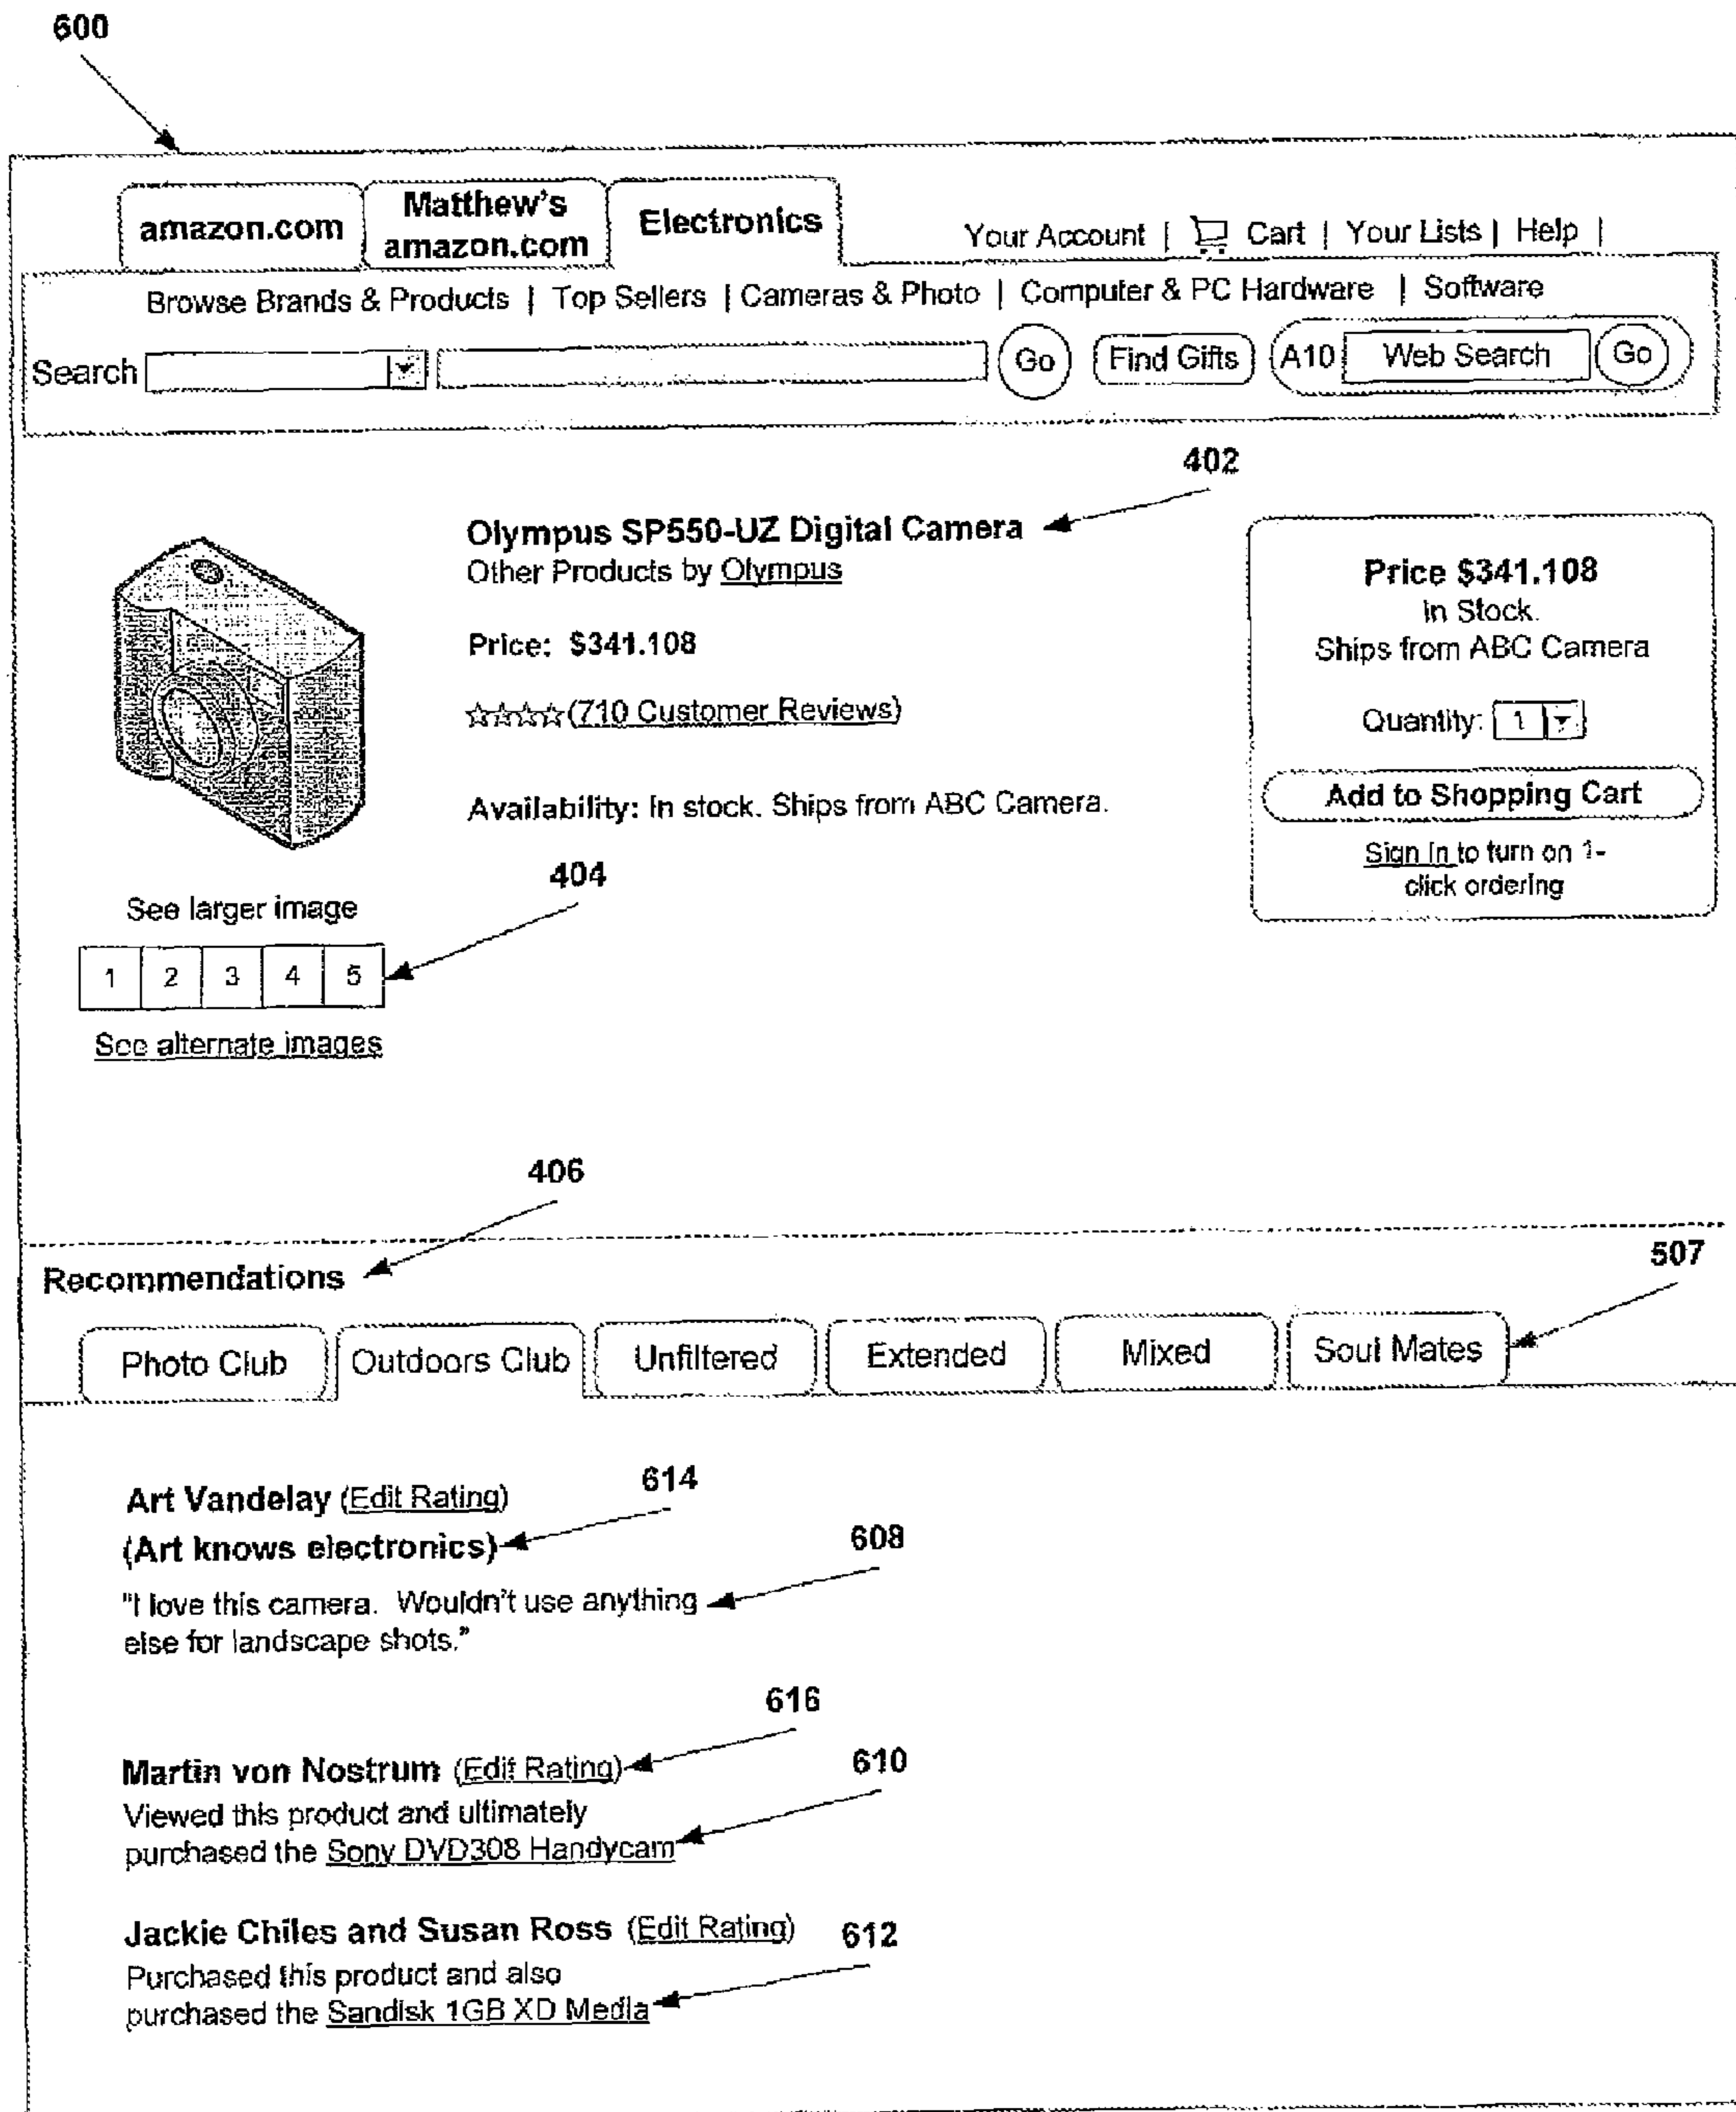 600
amazon.com
Matthew's
amazon.com
Electronics
Your Account | Cart | Your Lists | Help |
Browse Brands & Products | Top Sellers | Cameras & Photo | Computer & PC Hardware | Software
Search Go Find Gifts A10 Web Search Go
402
Olympus SP550-UZ Digital Camera
Other Products by Olympus
Price: $341.108
(710 Customer Reviews)
Availability: In stock. Ships from ABC Camera.
Price $341.108
In Stock.
Ships from ABC Camera
Quantity: 1
Add to Shopping Cart
Sign in to turn on 1-
click ordering
404
See larger image
1 2 3 4 5
See alternate images
406
Recommendations
507
Photo Club Outdoors Club Unfiltered Extended Mixed Soul Mates
Art Vandelay (Edit Rating)
614
(Art knows electronics)
608
"I love this camera. Wouldn't use anything
else for landscape shots."
616
Martin von Nostrum (Edit Rating)
610
Viewed this product and ultimately
purchased the Sony DVD308 Handycam
Jackie Chiles and Susan Ross (Edit Rating)
612
Purchased this product and also
purchased the Sandisk 1GB XD Media